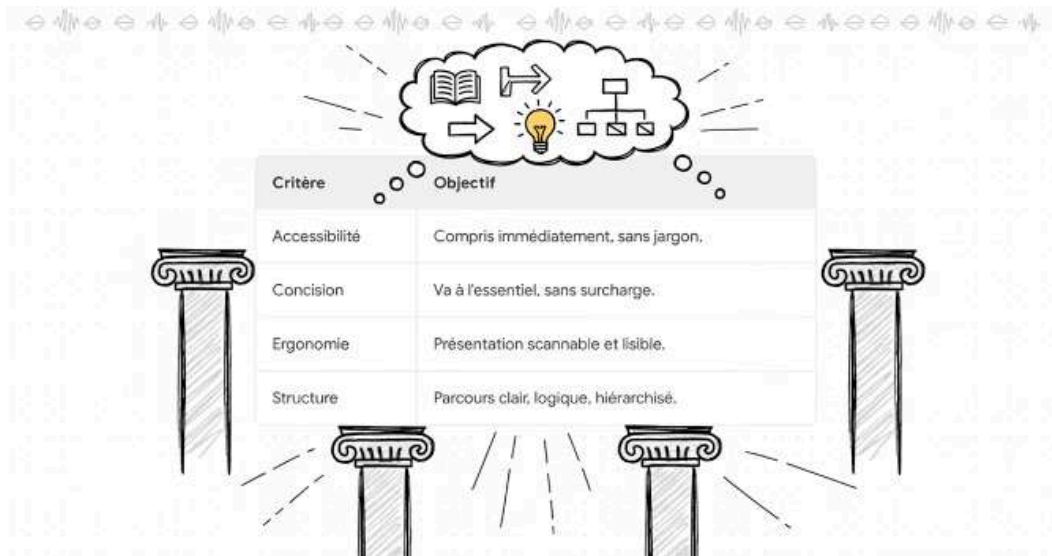 Critère Objectif
Accessibilité Compris immédiatement, sans jargon.
Concision Va à l'essentiel, sans surcharge.
Ergonomie Présentation scannable et lisible.
Structure Parcours clair, logique, hiérarchisé.